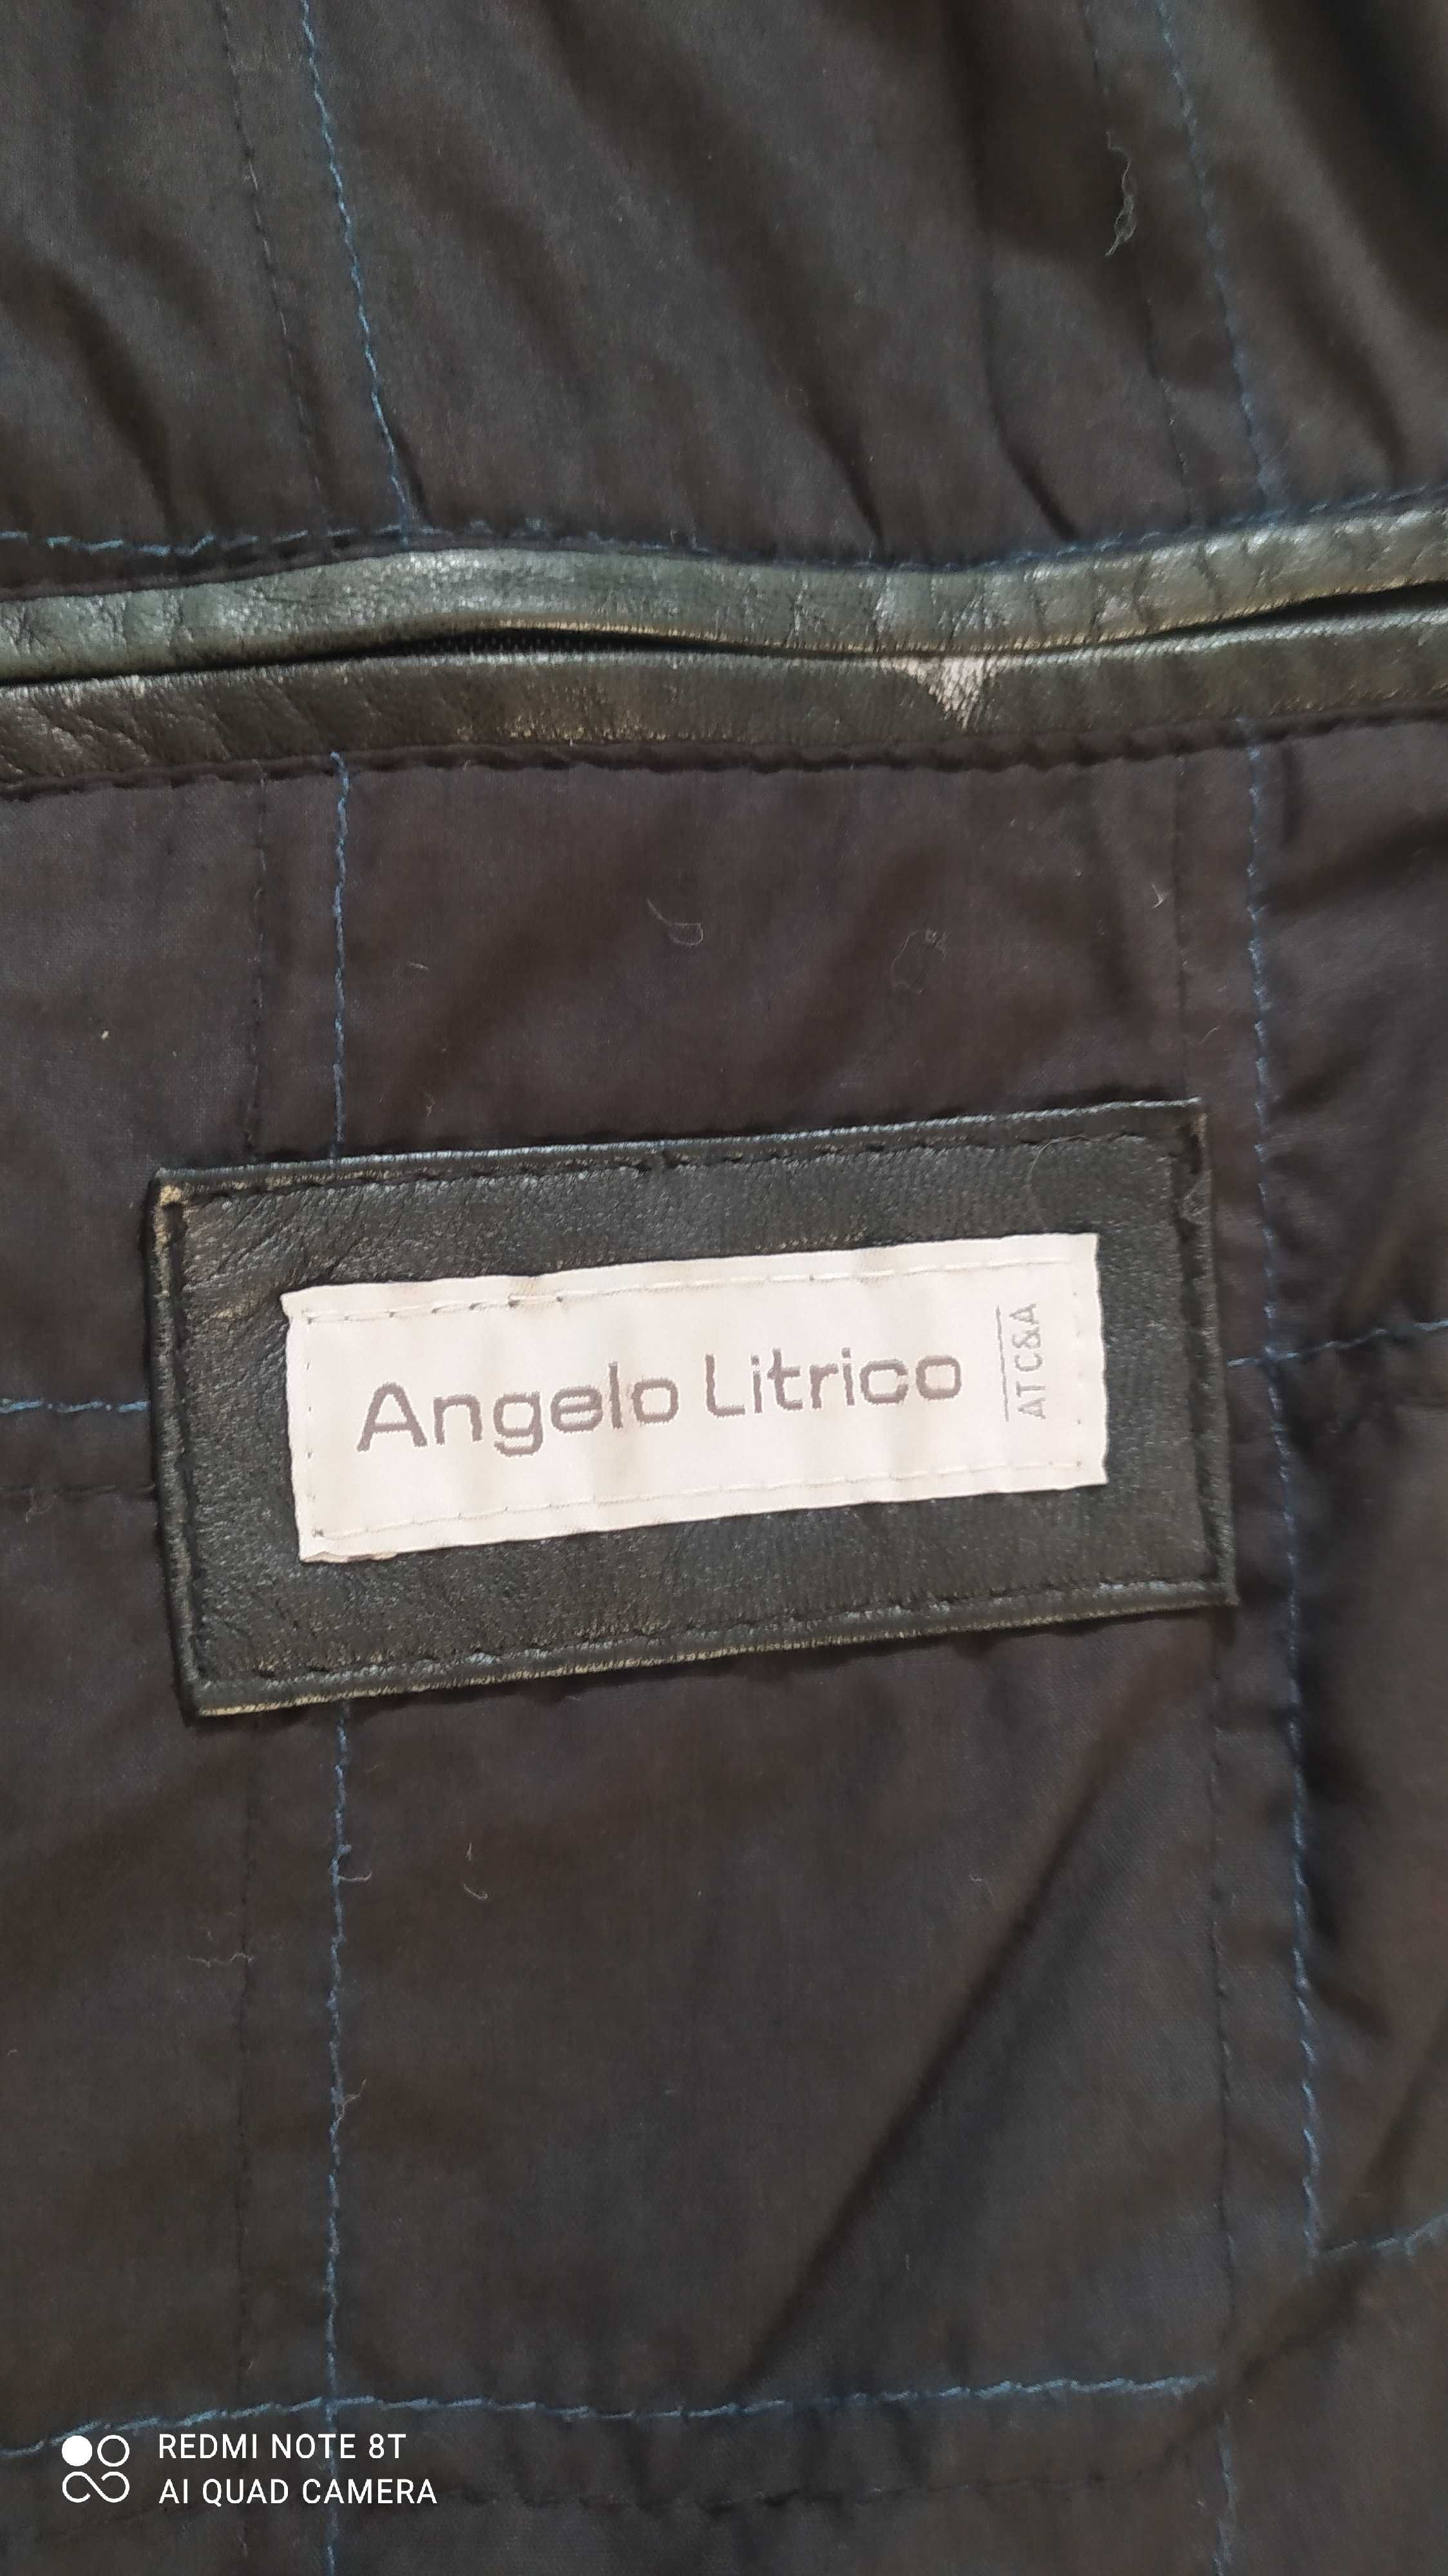 Angelo Litrico
AT C&A
REDMI NOTE 8T
AI QUAD CAMERA